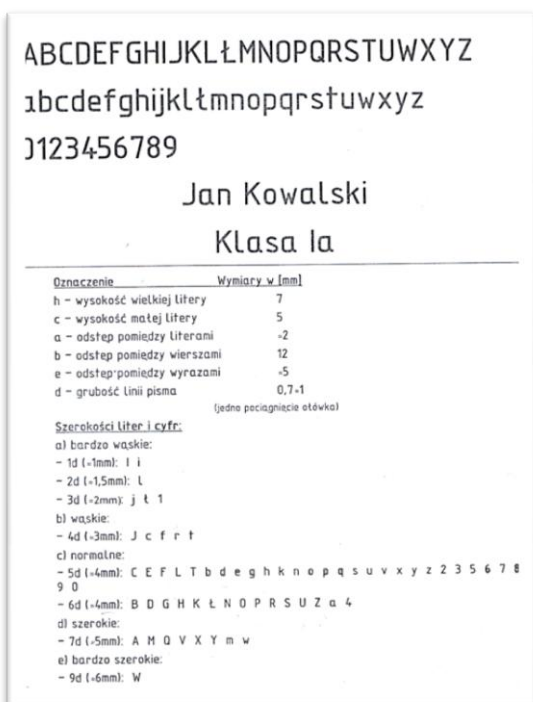 ABCDEFGHIJKLŁMNOPQRSTUWXYZ
abcdefghijklłmnopqrstuwxyz
0123456789
Jan Kowalski
Klasa Ia
Oznaczenie Wymiary w [mm]
h – wysokość wielkiej litery 7
c – wysokość małej litery 5
a – odstęp pomiędzy literami ≈2
b – odstęp pomiędzy wierszami 12
e – odstęp pomiędzy wyrazami ≈5
d – grubość linii pisma 0,7÷1
(jedno pociągnięcie ołówka)
Szerokości liter i cyfr:
a) bardzo wąskie:
– 1d (≈1mm): I i
– 2d (≈1,5mm): l
– 3d (≈2mm): j ł 1
b) wąskie:
– 4d (≈3mm): J c f r t
c) normalne:
– 5d (≈4mm): C E F L T b d e g h k n o p q s u v x y z 2 3 5 6 7 8
9 0
– 6d (≈4mm): B D G H K Ł N O P R S U Z a 4
d) szerokie:
– 7d (≈5mm): A M Q V X Y m w
e) bardzo szerokie:
– 9d (≈6mm): W